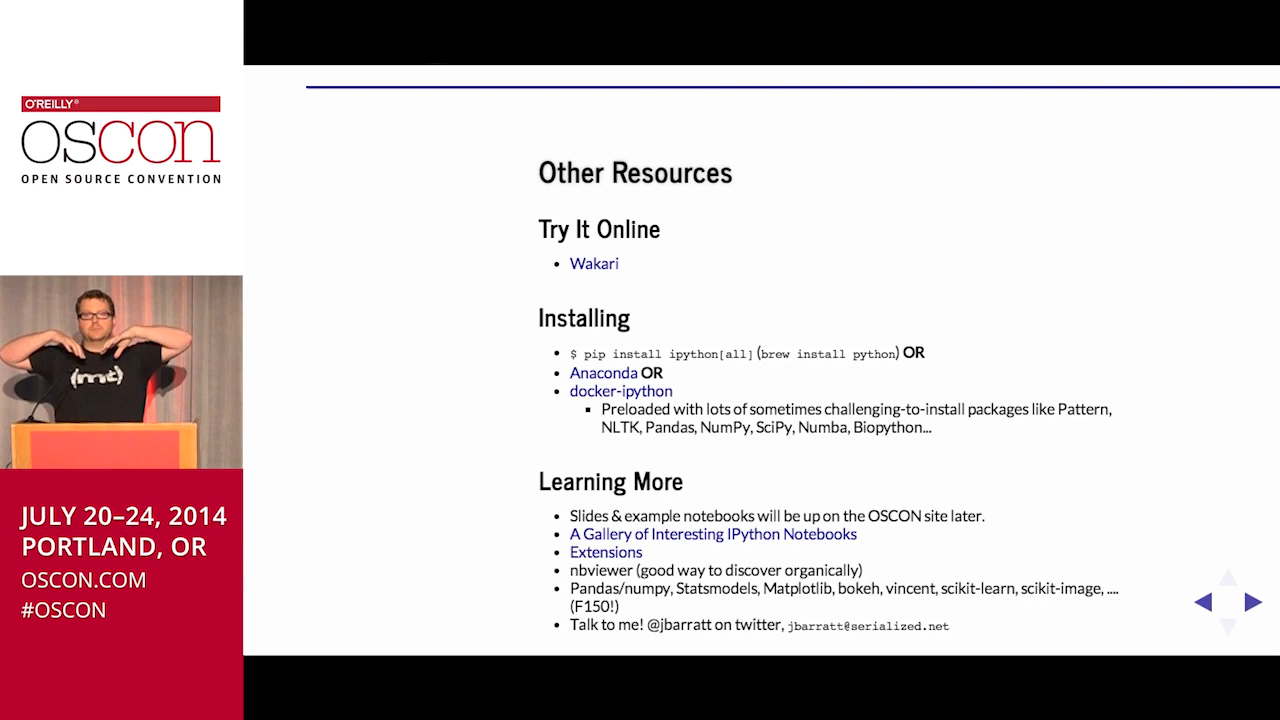 O'REILLY®
OSCON
OPEN SOURCE CONVENTION
(mt)
JULY 20–24, 2014
PORTLAND, OR
OSCON.COM
#OSCON
Other Resources
Try It Online
• Wakari
Installing
• $ pip install ipython[all] (brew install python) OR
• Anaconda OR
• docker-ipython
▪ Preloaded with lots of sometimes challenging-to-install packages like Pattern,
NLTK, Pandas, NumPy, SciPy, Numba, Biopython...
Learning More
• Slides & example notebooks will be up on the OSCON site later.
• A Gallery of Interesting IPython Notebooks
• Extensions
• nbviewer (good way to discover organically)
• Pandas/numpy, Statsmodels, Matplotlib, bokeh, vincent, scikit-learn, scikit-image, ....
(F150!)
• Talk to me! @jbarratt on twitter, jbarratt@serialized.net